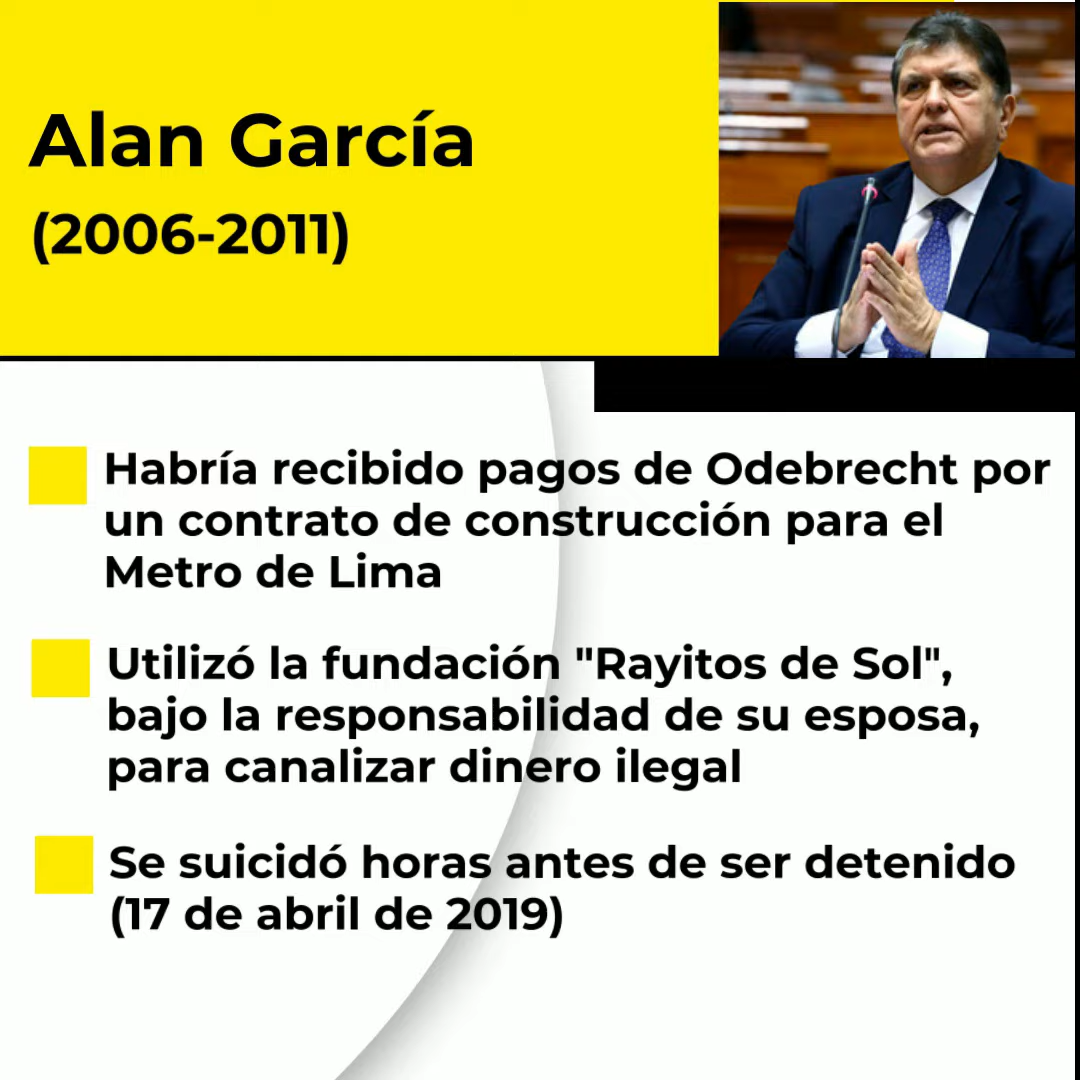 Alan García
(2006-2011)
Habría recibido pagos de Odebrecht por
un contrato de construcción para el
Metro de Lima
Utilizó la fundación "Rayitos de Sol",
bajo la responsabilidad de su esposa,
para canalizar dinero ilegal
Se suicidó horas antes de ser detenido
(17 de abril de 2019)